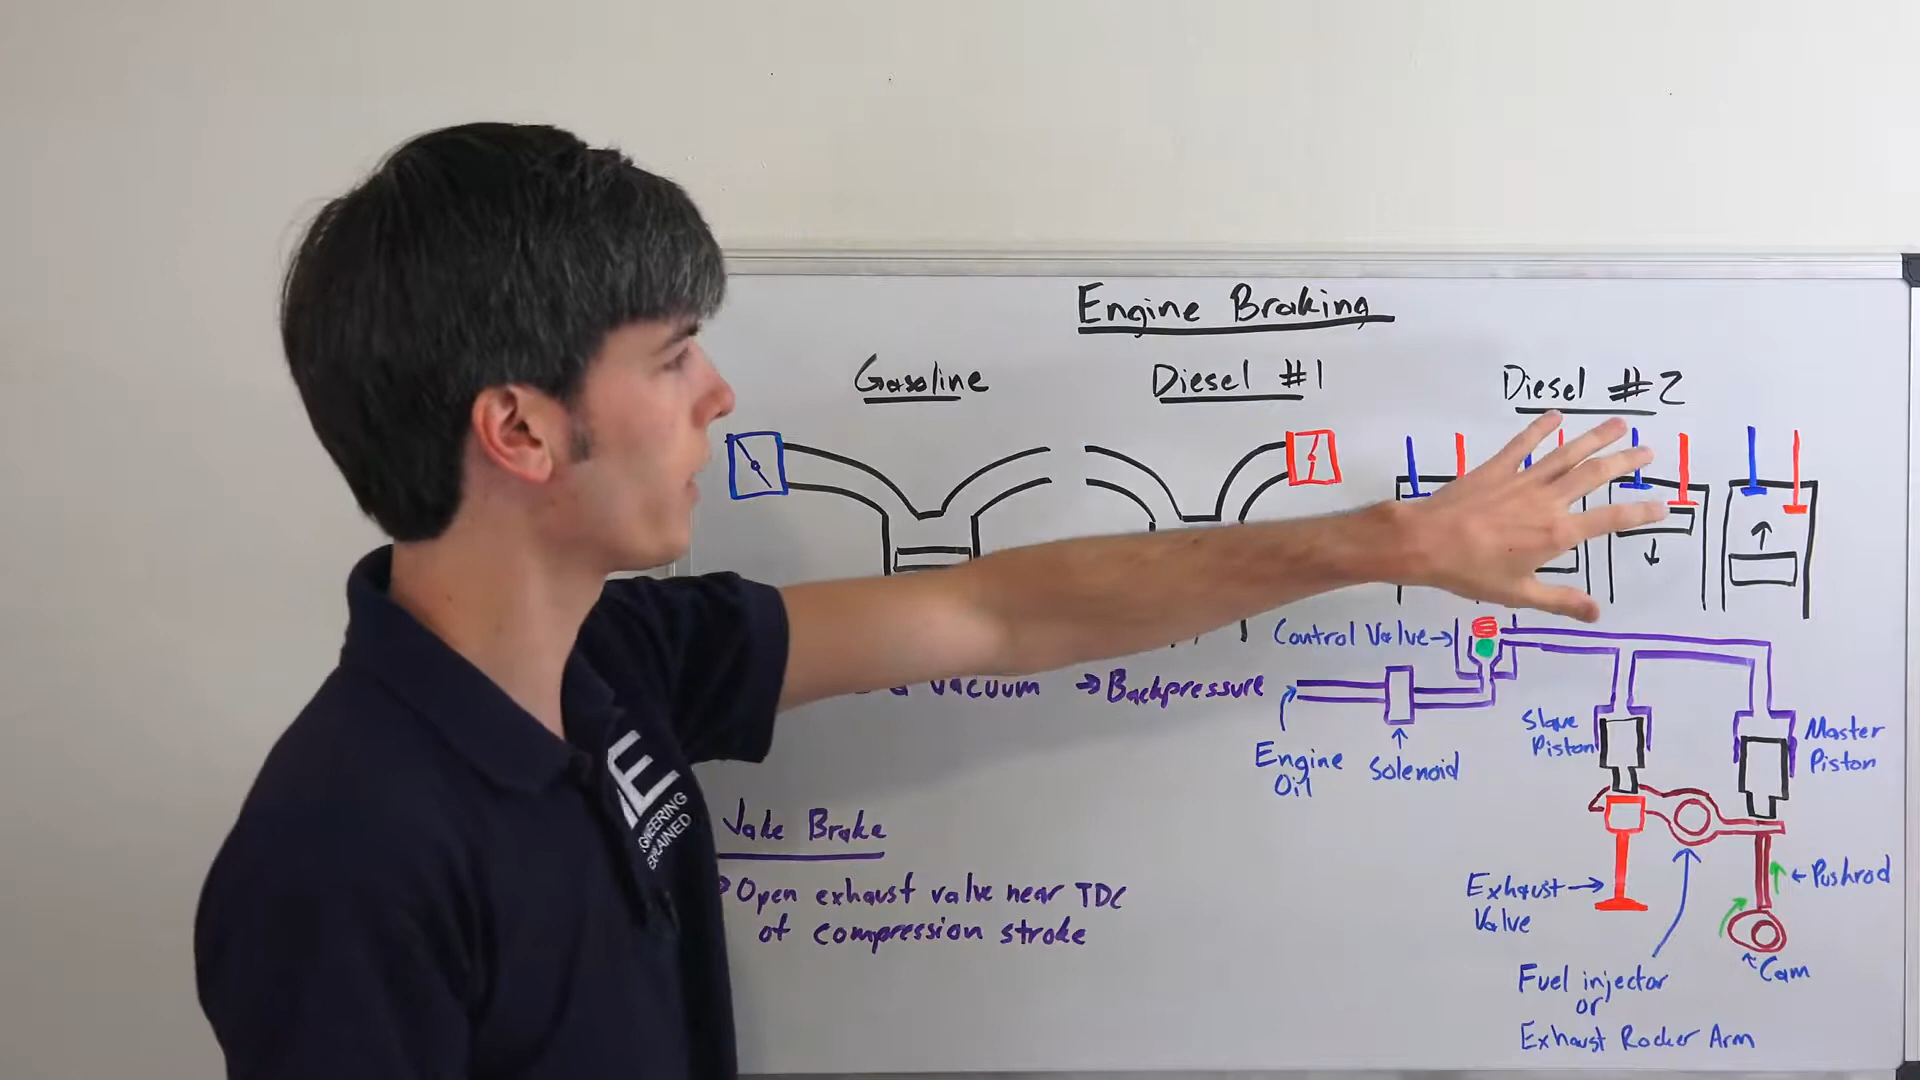 Engine Braking
Gasoline
Diesel #1
Diesel #2
a vacuum
→ Backpressure
Control Valve→
Engine
Oil
Solenoid
Slave
Piston
Master
Piston
Exhaust→
Valve
←Pushrod
Cam
Fuel injector
or
Exhaust Rocker Arm
Jake Brake
Open exhaust valve near TDC
of compression stroke
E
EXPLAINED